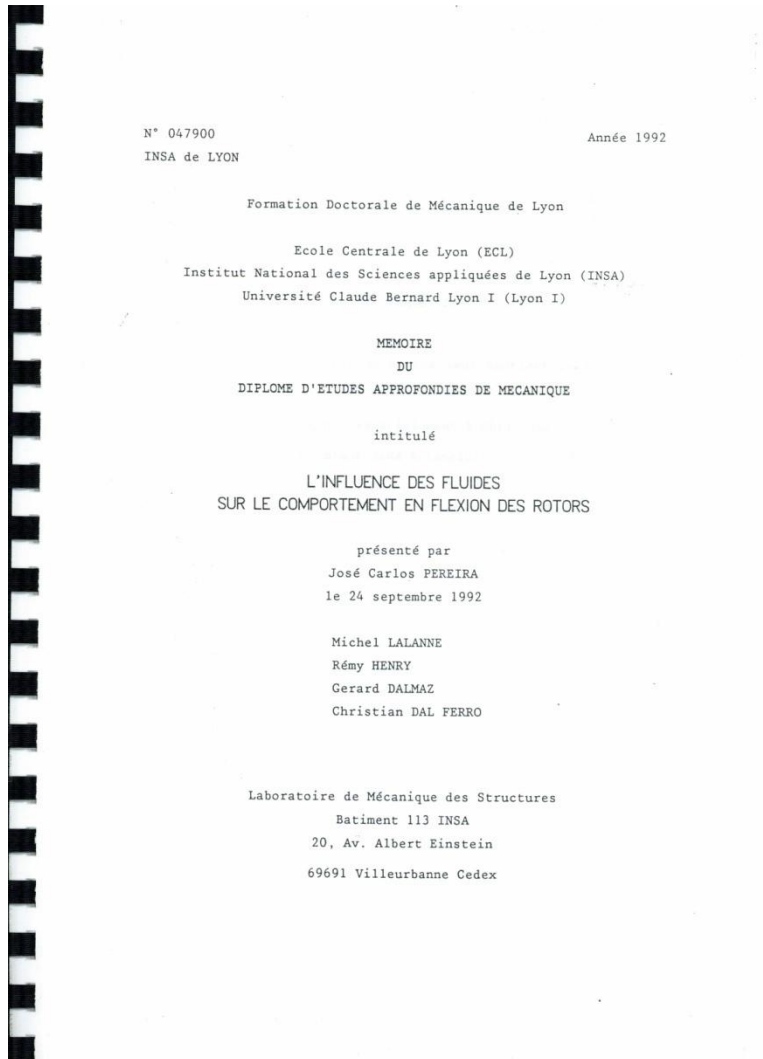 N° 047900
Année 1992
INSA de LYON
Formation Doctorale de Mécanique de Lyon
Ecole Centrale de Lyon (ECL)
Institut National des Sciences appliquées de Lyon (INSA)
Université Claude Bernard Lyon I (Lyon I)
MEMOIRE
DU
DIPLOME D'ETUDES APPROFONDIES DE MECANIQUE
intitulé
L'INFLUENCE DES FLUIDES
SUR LE COMPORTEMENT EN FLEXION DES ROTORS
présenté par
José Carlos PEREIRA
le 24 septembre 1992
Michel LALANNE
Rémy HENRY
Gerard DALMAZ
Christian DAL FERRO
Laboratoire de Mécanique des Structures
Batiment 113 INSA
20, Av. Albert Einstein
69691 Villeurbanne Cedex